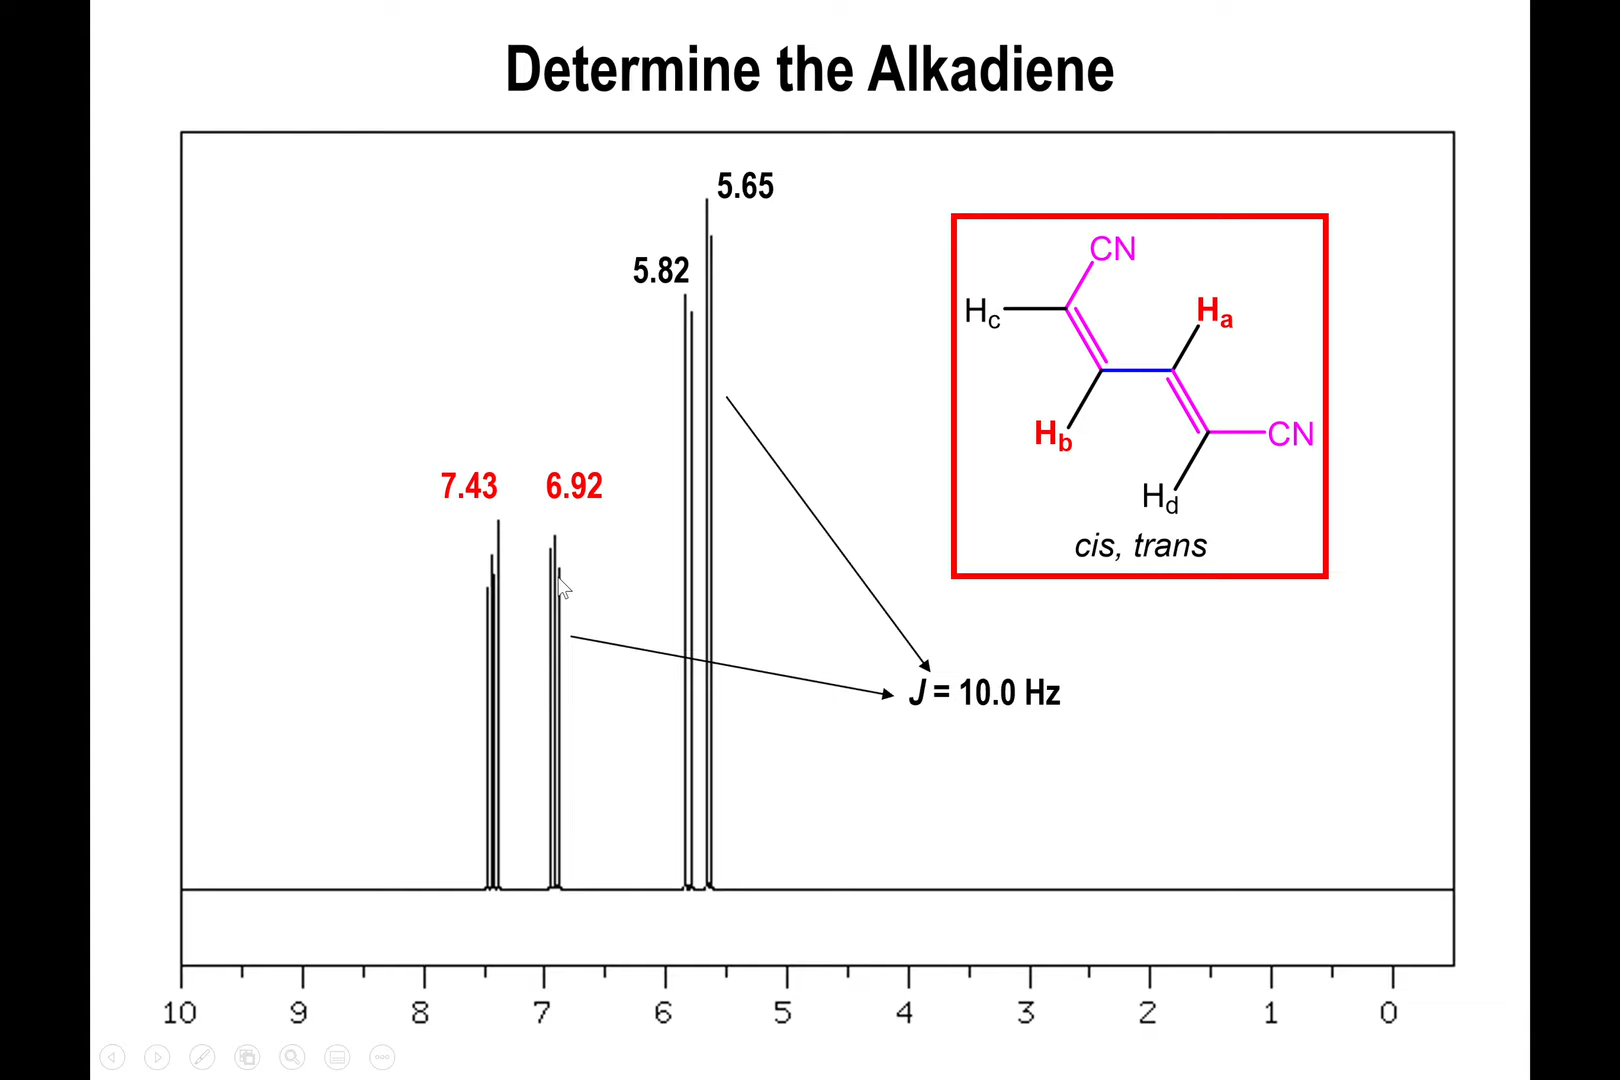 Determine the Alkadiene
5.65
5.82
7.43
6.92
CN
Hc
Ha
Hb
CN
Hd
cis, trans
J = 10.0 Hz
10 9 8 7 6 5 4 3 2 1 0